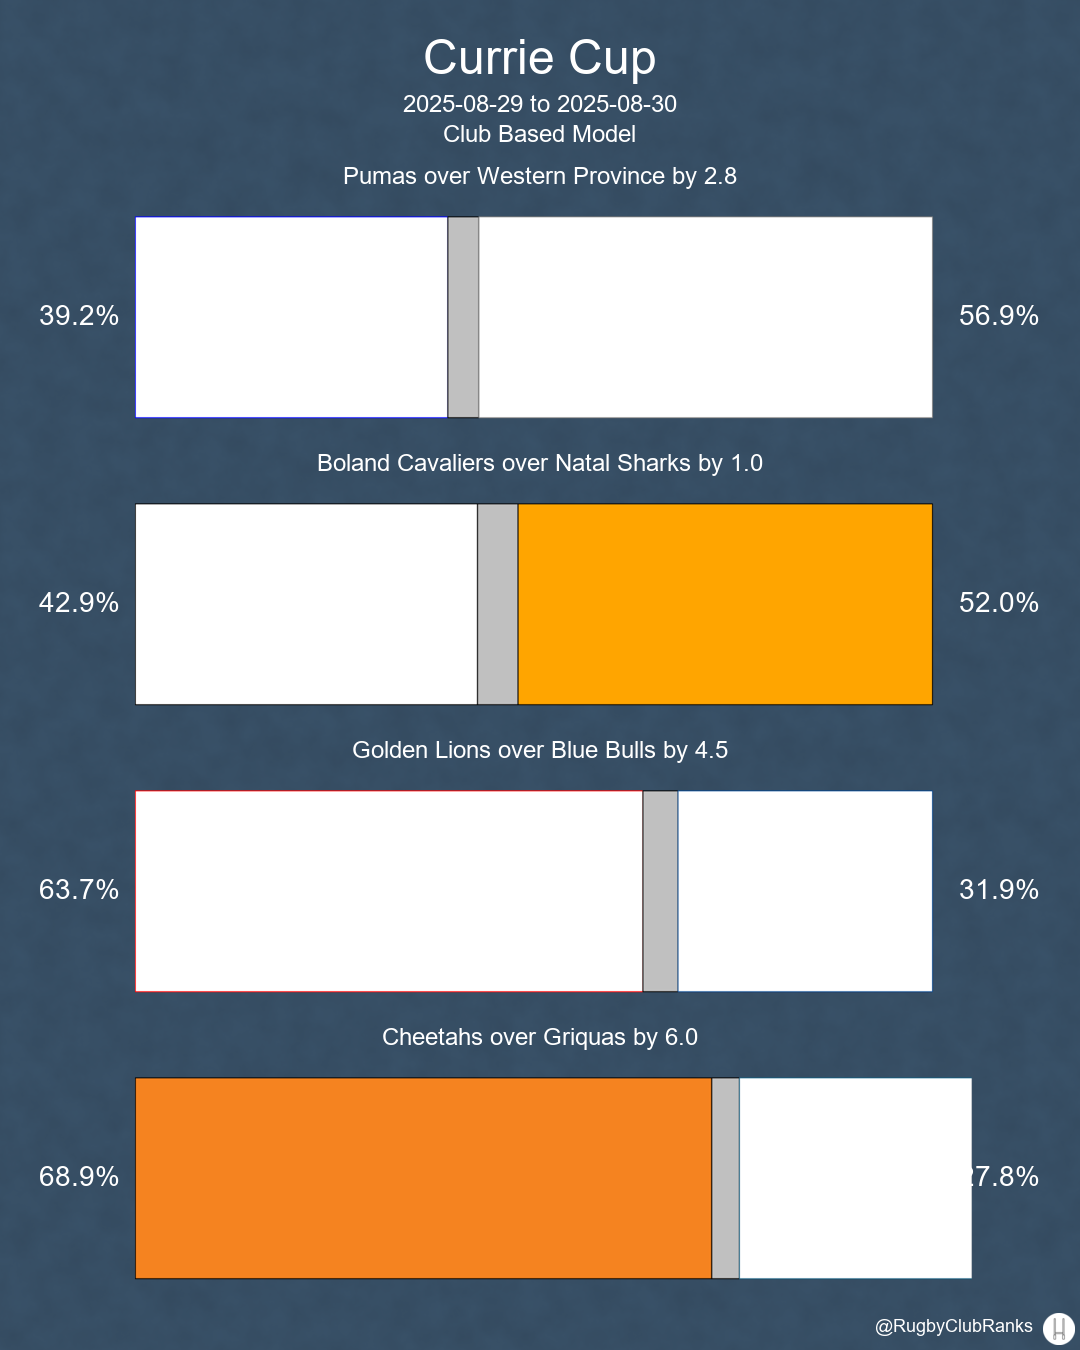 Currie Cup
2025-08-29 to 2025-08-30
Club Based Model
Pumas over Western Province by 2.8
39.2% 56.9%
Boland Cavaliers over Natal Sharks by 1.0
42.9% 52.0%
Golden Lions over Blue Bulls by 4.5
63.7% 31.9%
Cheetahs over Griquas by 6.0
68.9% 27.8%
@RugbyClubRanks